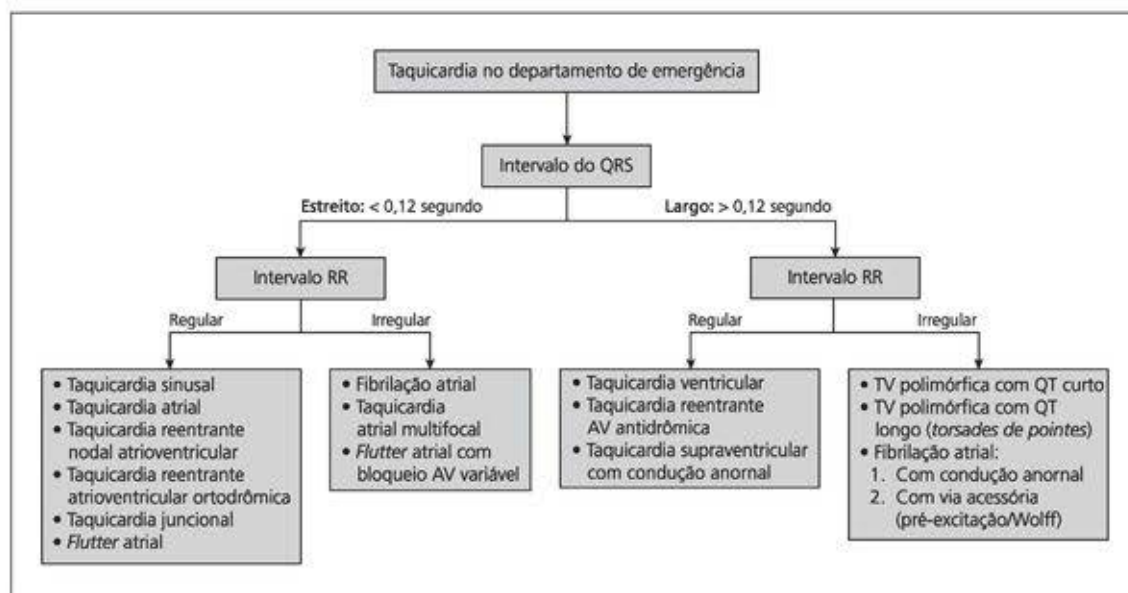 Taquicardia no departamento de emergência
Intervalo do QRS
Estreito: < 0,12 segundo
Largo: > 0,12 segundo
Intervalo RR
Intervalo RR
Regular
Irregular
Regular
Irregular
• Taquicardia sinusal
• Taquicardia atrial
• Taquicardia reentrante
nodal atrioventricular
• Taquicardia reentrante
atrioventricular ortodrômica
• Taquicardia juncional
• Flutter atrial
• Fibrilação atrial
• Taquicardia
atrial multifocal
• Flutter atrial com
bloqueio AV variável
• Taquicardia ventricular
• Taquicardia reentrante
AV antidrômica
• Taquicardia supraventricular
com condução anornal
• TV polimórfica com QT curto
• TV polimórfica com QT
longo (torsades de pointes)
• Fibrilação atrial:
1. Com condução anornal
2. Com via acessória
(pré-excitação/Wolff)